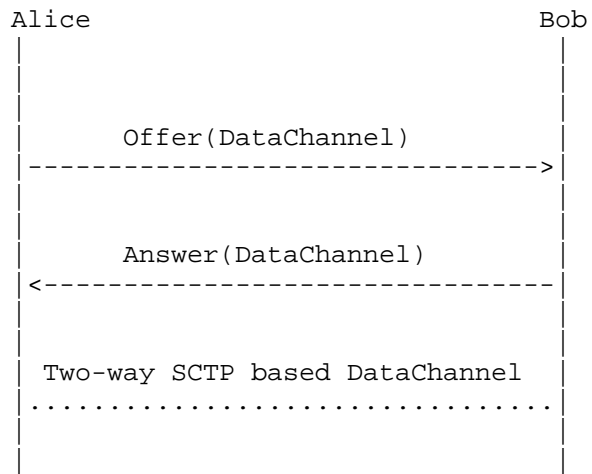 Alice Bob
Offer(DataChannel)
Answer(DataChannel)
Two-way SCTP based DataChannel